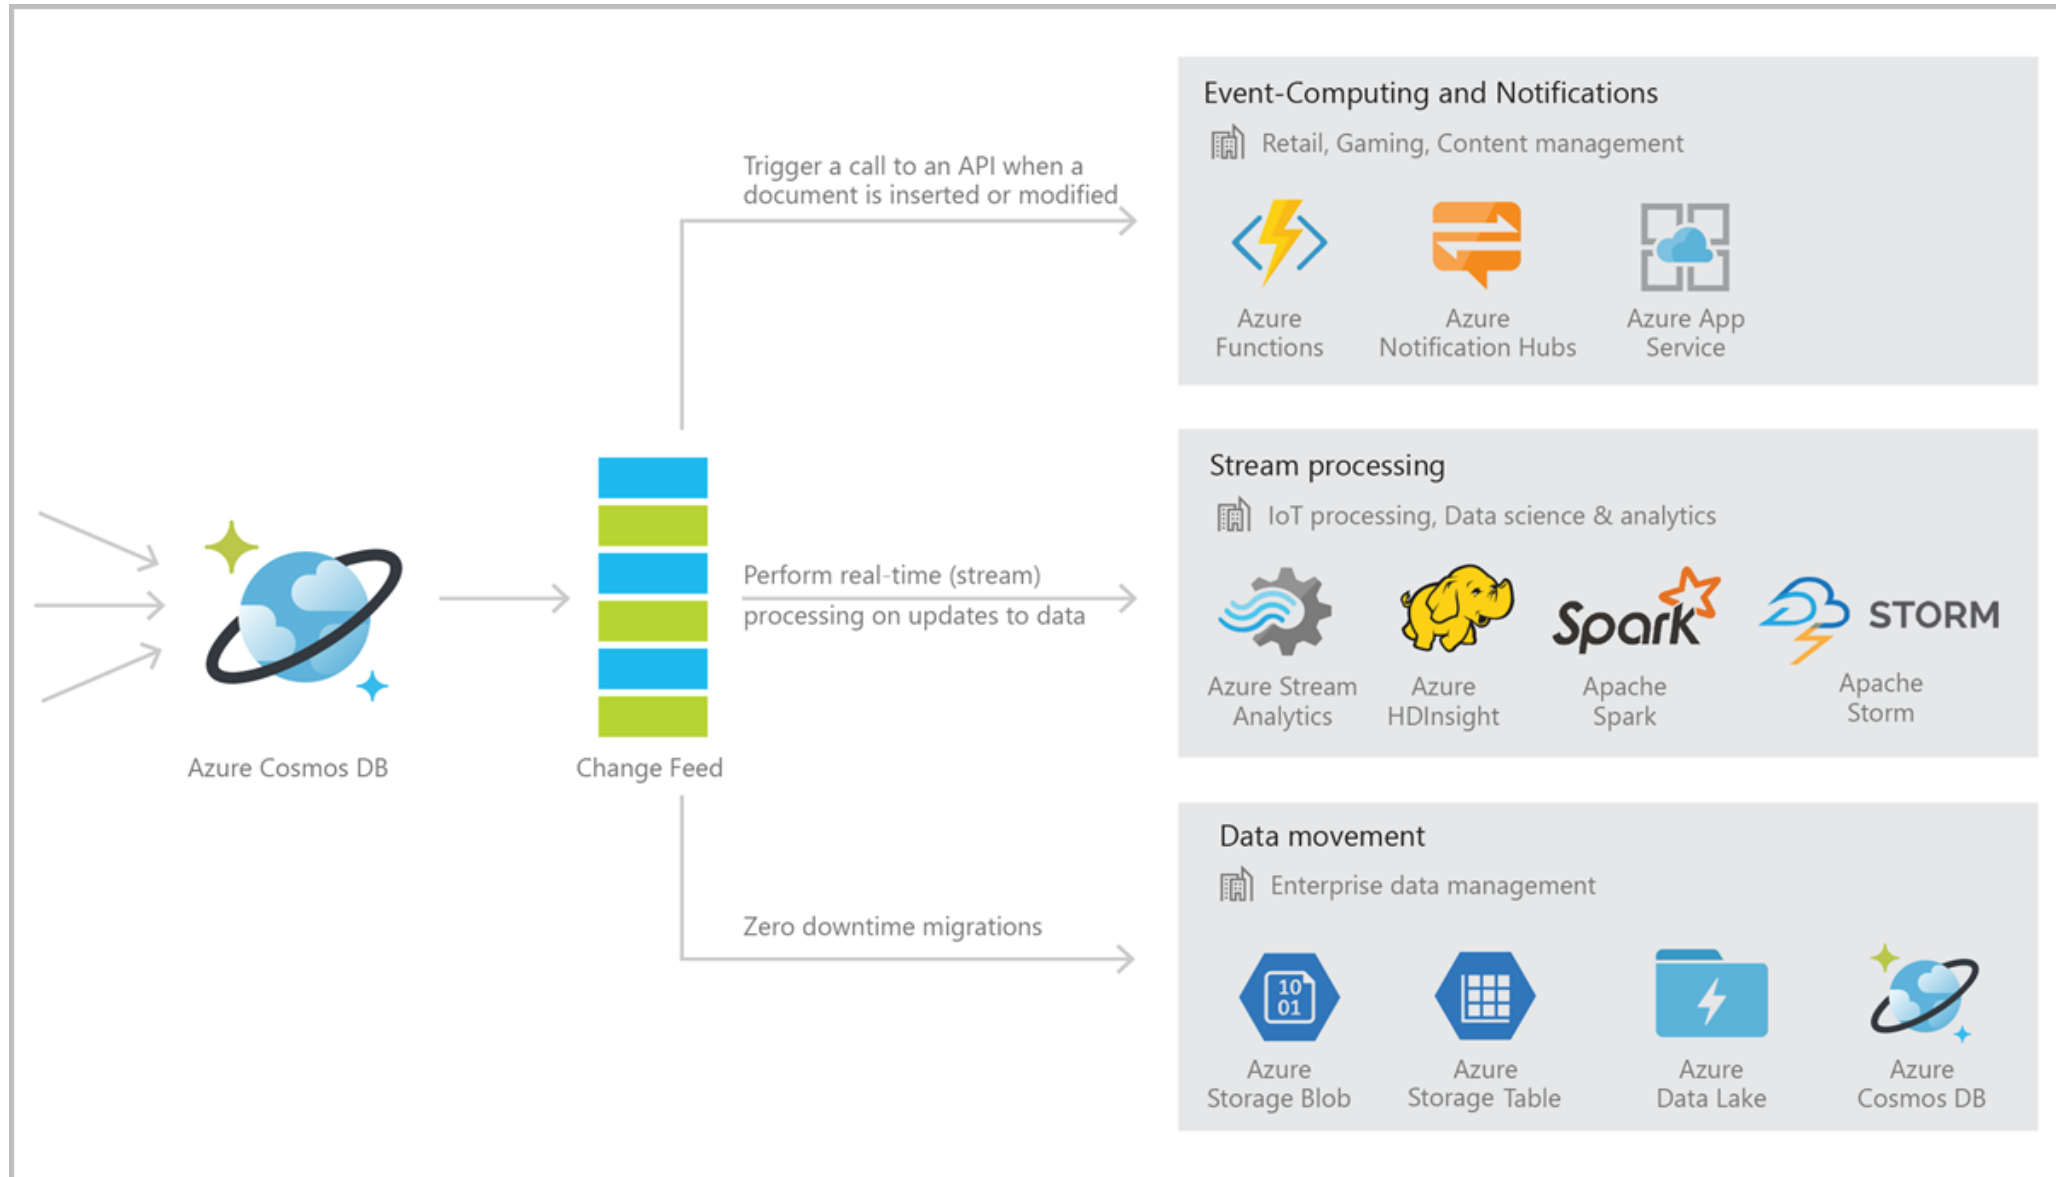 Event-Computing and Notifications
Retail, Gaming, Content management
Trigger a call to an API when a
document is inserted or modified
Azure
Functions
Azure
Notification Hubs
Azure App
Service
Stream processing
IoT processing, Data science & analytics
Perform real-time (stream)
processing on updates to data
Spark
STORM
Azure Stream
Analytics
Azure
HDInsight
Apache
Spark
Apache
Storm
Azure Cosmos DB
Change Feed
Data movement
Enterprise data management
Zero downtime migrations
10
01
Azure
Storage Blob
Azure
Storage Table
Azure
Data Lake
Azure
Cosmos DB